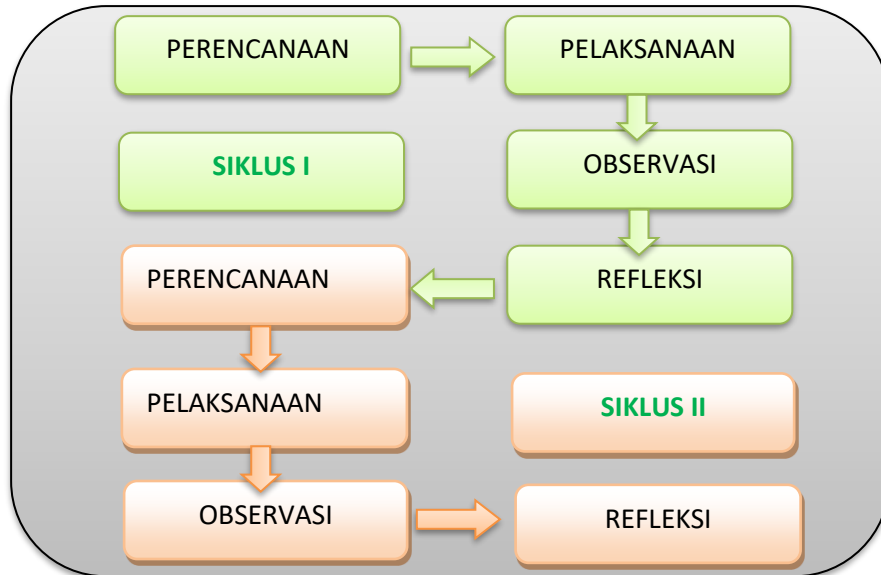 PERENCANAAN
PELAKSANAAN
SIKLUS I
OBSERVASI
PERENCANAAN
REFLEKSI
PELAKSANAAN
SIKLUS II
OBSERVASI
REFLEKSI